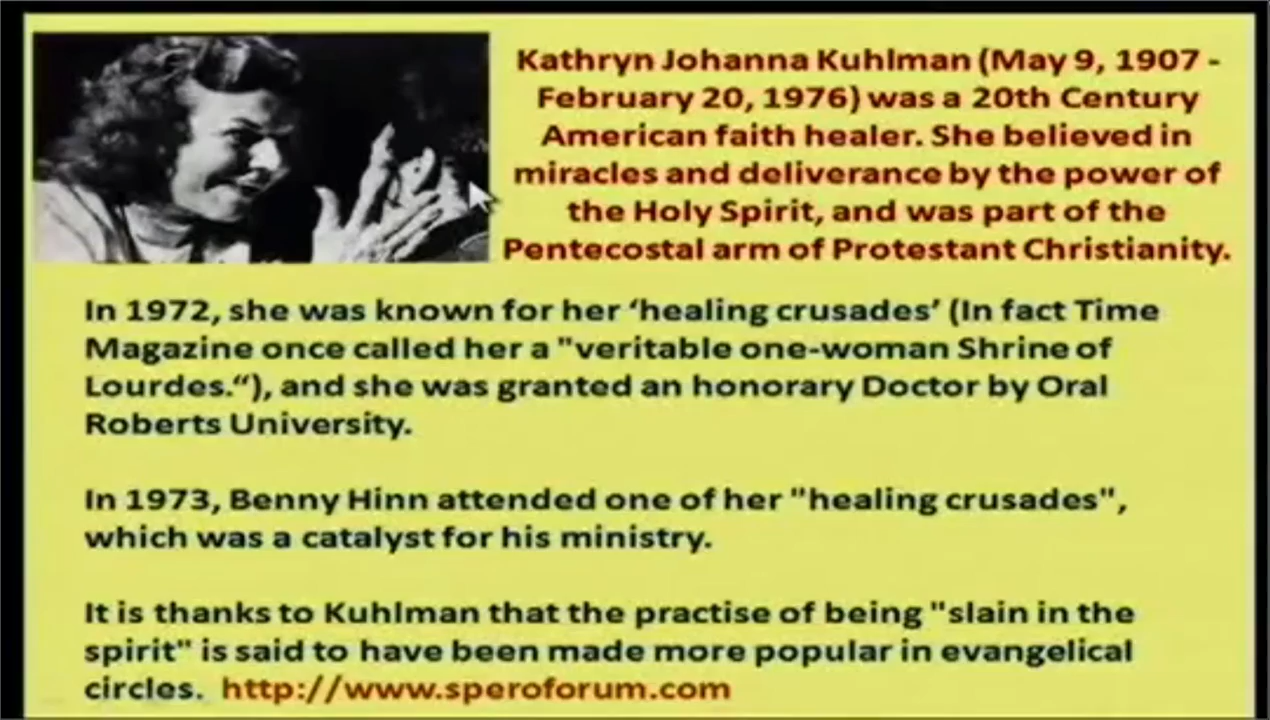 Kathryn Johanna Kuhlman (May 9, 1907 -
February 20, 1976) was a 20th Century
American faith healer. She believed in
miracles and deliverance by the power of
the Holy Spirit, and was part of the
Pentecostal arm of Protestant Christianity.
In 1972, she was known for her ‘healing crusades’ (In fact Time
Magazine once called her a "veritable one-woman Shrine of
Lourdes.“), and she was granted an honorary Doctor by Oral
Roberts University.
In 1973, Benny Hinn attended one of her "healing crusades",
which was a catalyst for his ministry.
It is thanks to Kuhlman that the practise of being "slain in the
spirit" is said to have been made more popular in evangelical
circles. http://www.speroforum.com